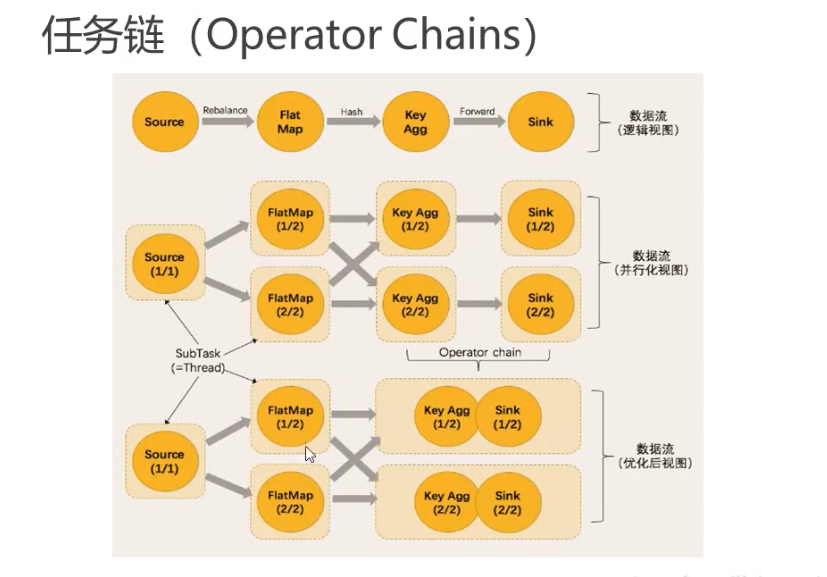 任务链（Operator Chains）
Source
Rebalance
Flat
Map
Hash
Key
Agg
Forward
Sink
数据流
（逻辑视图）
Source
(1/1)
FlatMap
(1/2)
Key Agg
(1/2)
Sink
(1/2)
FlatMap
(2/2)
Key Agg
(2/2)
Sink
(2/2)
数据流
（并行化视图）
SubTask
(=Thread)
Operator chain
Source
(1/1)
FlatMap
(1/2)
Key Agg
(1/2)
Sink
(1/2)
FlatMap
(2/2)
Key Agg
(2/2)
Sink
(2/2)
数据流
（优化后视图）